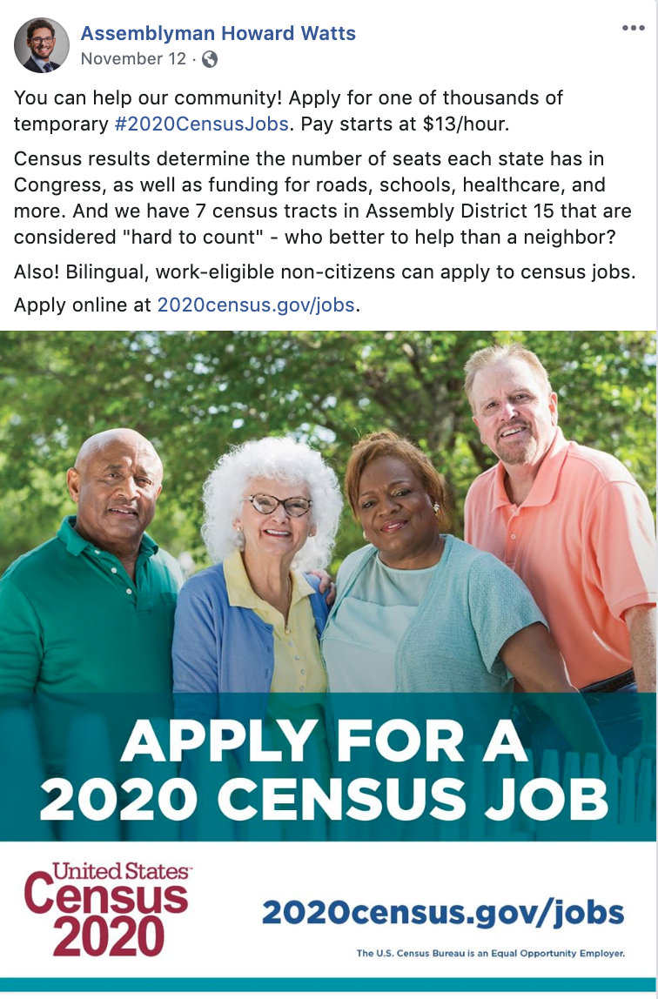 Assemblyman Howard Watts
November 12 ·
You can help our community! Apply for one of thousands of
temporary #2020CensusJobs. Pay starts at $13/hour.
Census results determine the number of seats each state has in
Congress, as well as funding for roads, schools, healthcare, and
more. And we have 7 census tracts in Assembly District 15 that are
considered "hard to count" - who better to help than a neighbor?
Also! Bilingual, work-eligible non-citizens can apply to census jobs.
Apply online at 2020census.gov/jobs.
APPLY FOR A
2020 CENSUS JOB
United States™
Census
2020
2020census.gov/jobs
The U.S. Census Bureau is an Equal Opportunity Employer.